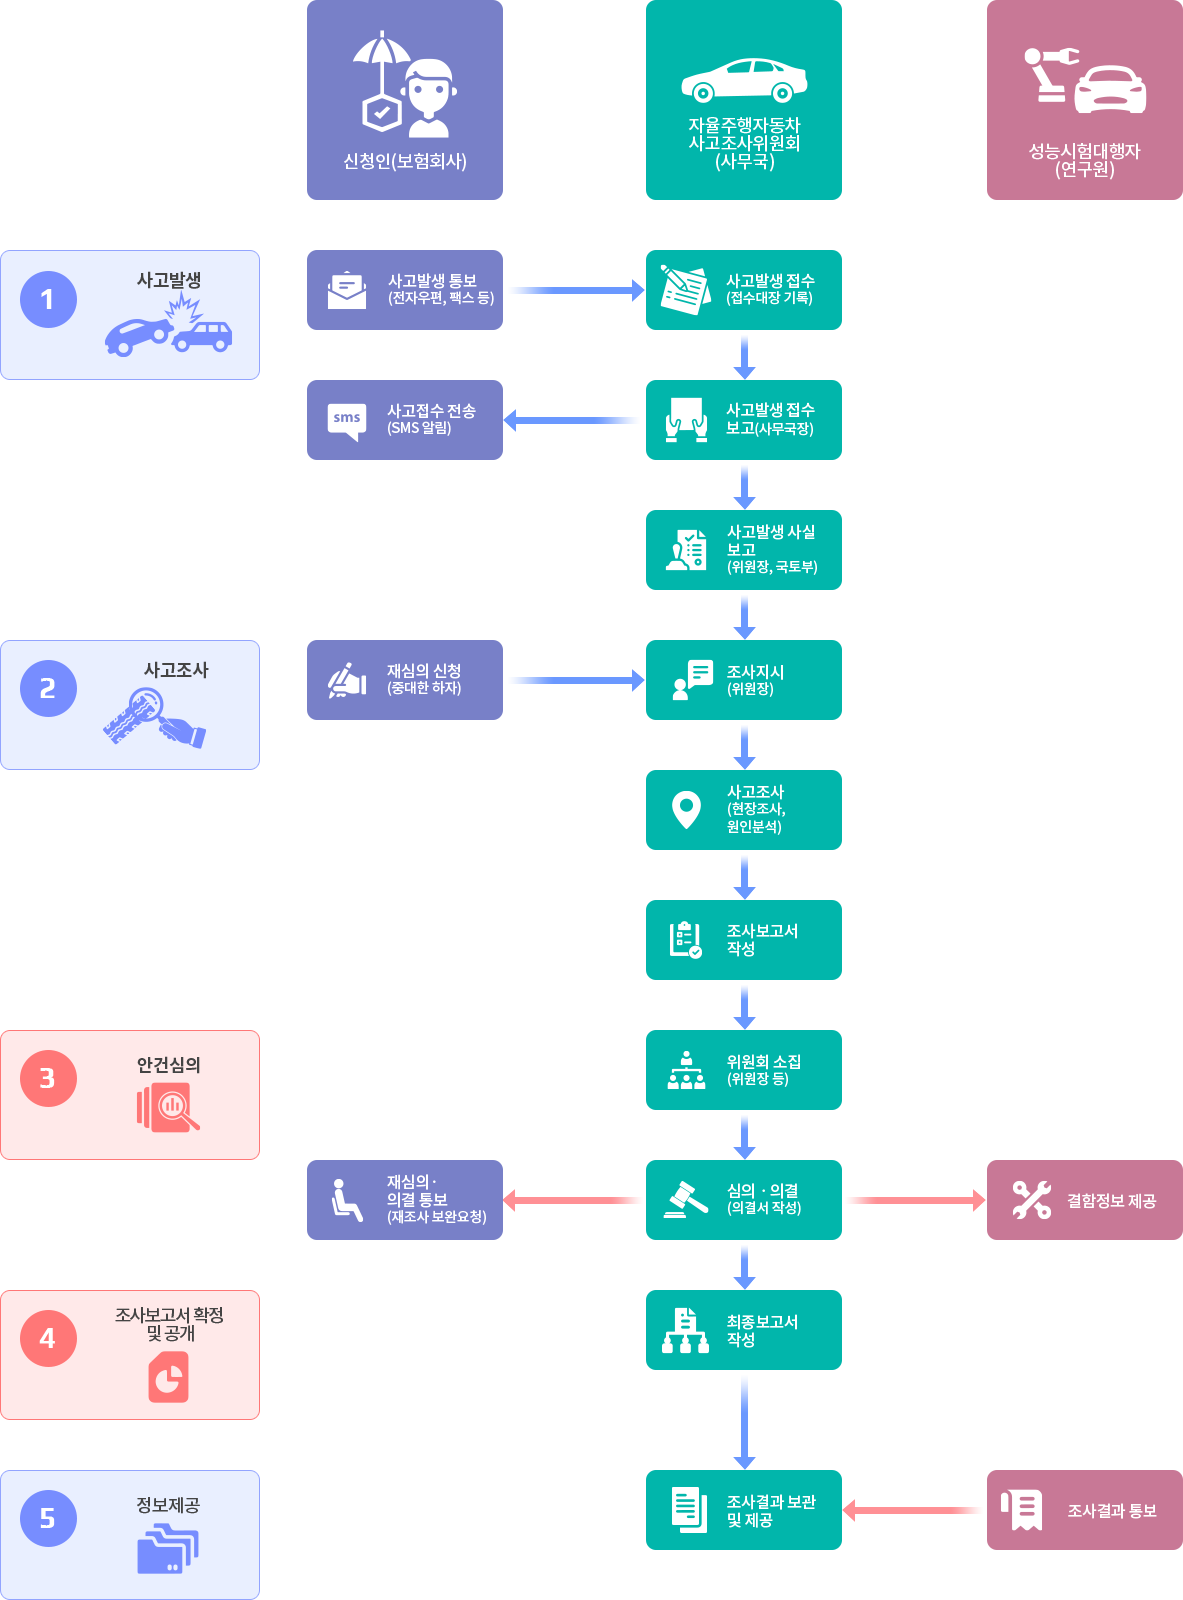 신청인(보험회사)
자율주행자동차
사고조사위원회
(사무국)
성능시험대행자
(연구원)
1
사고발생
사고발생 통보
(전자우편, 팩스 등)
사고발생 접수
(접수대장 기록)
sms
사고접수 전송
(SMS 알림)
사고발생 접수
보고(사무국장)
사고발생 사실
보고
(위원장, 국토부)
2
사고조사
재심의 신청
(중대한 하자)
조사지시
(위원장)
사고조사
(현장조사,
원인분석)
조사보고서
작성
3
안건심의
위원회 소집
(위원장 등)
재심의·
의결 통보
(재조사 보완요청)
심의 · 의결
(의결서 작성)
결함정보 제공
4
조사보고서 확정
및 공개
최종보고서
작성
5
정보제공
조사결과 보관
및 제공
조사결과 통보